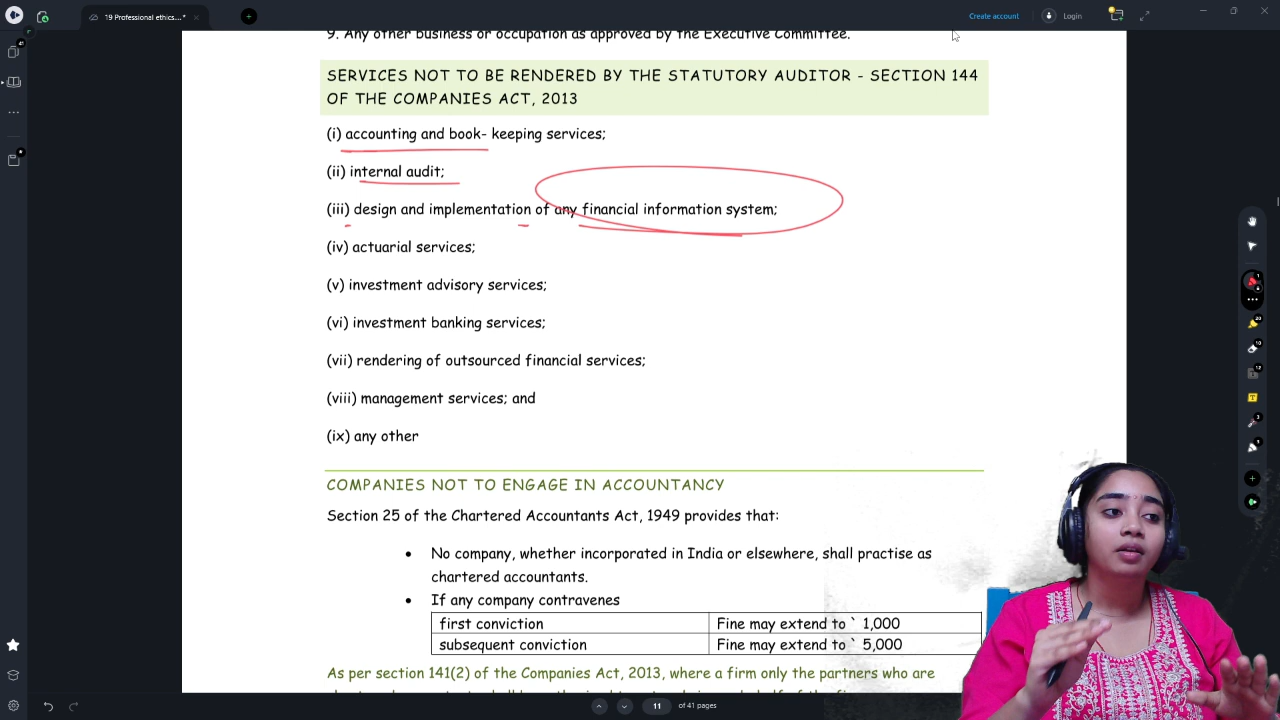 19 Professional ethics....*
Create account
Login
9. Any other business or occupation as approved by the Executive Committee.
SERVICES NOT TO BE RENDERED BY THE STATUTORY AUDITOR - SECTION 144
OF THE COMPANIES ACT, 2013
(i) accounting and book- keeping services;
(ii) internal audit;
(iii) design and implementation of any financial information system;
(iv) actuarial services;
(v) investment advisory services;
(vi) investment banking services;
(vii) rendering of outsourced financial services;
(viii) management services; and
(ix) any other
COMPANIES NOT TO ENGAGE IN ACCOUNTANCY
Section 25 of the Chartered Accountants Act, 1949 provides that:
• No company, whether incorporated in India or elsewhere, shall practise as
chartered accountants.
• If any company contravenes
first conviction Fine may extend to ` 1,000
subsequent conviction Fine may extend to ` 5,000
As per section 141(2) of the Companies Act, 2013, where a firm only the partners who are
11 of 41 pages